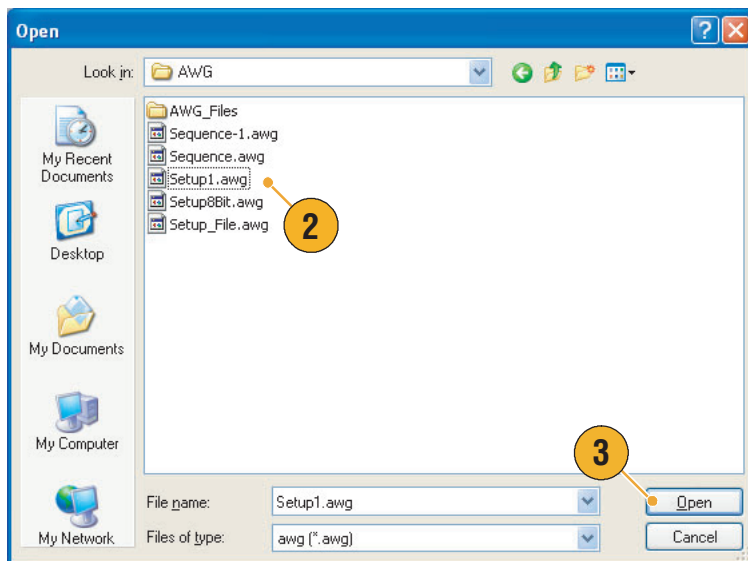 Open
Look in:
AWG
AWG_Files
Sequence-1.awg
Sequence.awg
Setup1.awg
Setup8Bit.awg
Setup_File.awg
2
My Recent
Documents
Desktop
My Documents
My Computer
My Network
3
File name:
Setup1.awg
Open
Files of type:
awg (*.awg)
Cancel